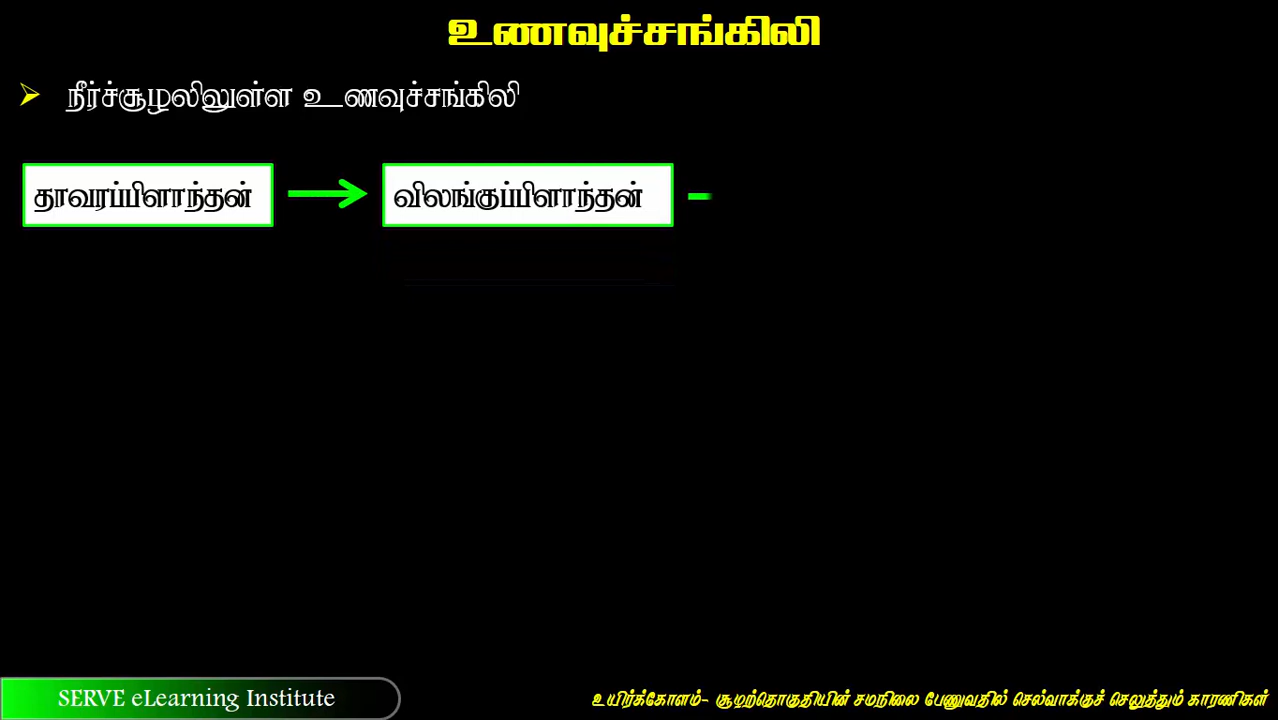 உணவுச்சங்கிலி
நீர்ச்சூழலிலுள்ள உணவுச்சங்கிலி
தாவரப்பிளாந்தன்
விலங்குப்பிளாந்தன்
SERVE eLearning Institute
உயிர்க்கோளம்- சூழற்தொகுதியின் சமநிலை பேணுவதில் செல்வாக்குச் செலுத்தும் காரணிகள்